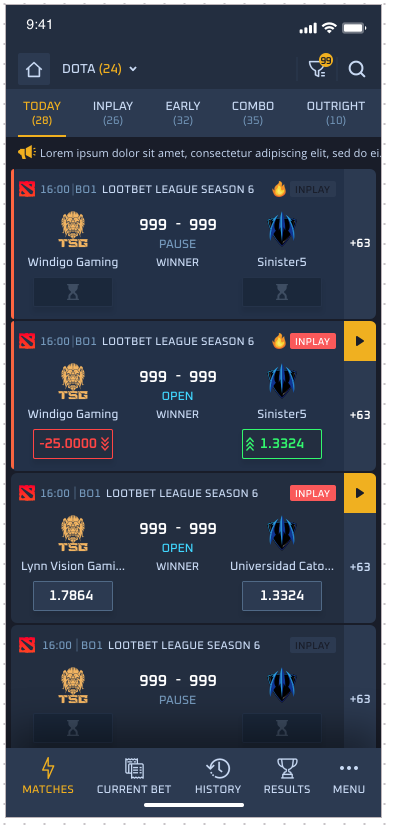 9:41
DOTA (24)
99
TODAY INPLAY EARLY COMBO OUTRIGHT
(28) (26) (32) (35) (10)
Lorem ipsum dolor sit amet, consectetur adipiscing elit, sed do ei.
16:00 | BO1 LOOTBET LEAGUE SEASON 6 INPLAY
999 - 999
TSG PAUSE +63
Windigo Gaming WINNER Sinister5
16:00 | BO1 LOOTBET LEAGUE SEASON 6 INPLAY
999 - 999
TSG OPEN
Windigo Gaming WINNER Sinister5 +63
-25.0000 1.3324
16:00 | BO1 LOOTBET LEAGUE SEASON 6 INPLAY
999 - 999
TSG OPEN
Lynn Vision Gami... WINNER Universidad Cato... +63
1.7864 1.3324
16:00 | BO1 LOOTBET LEAGUE SEASON 6 INPLAY
999 - 999
TSG PAUSE +63
MATCHES CURRENT BET HISTORY RESULTS MENU